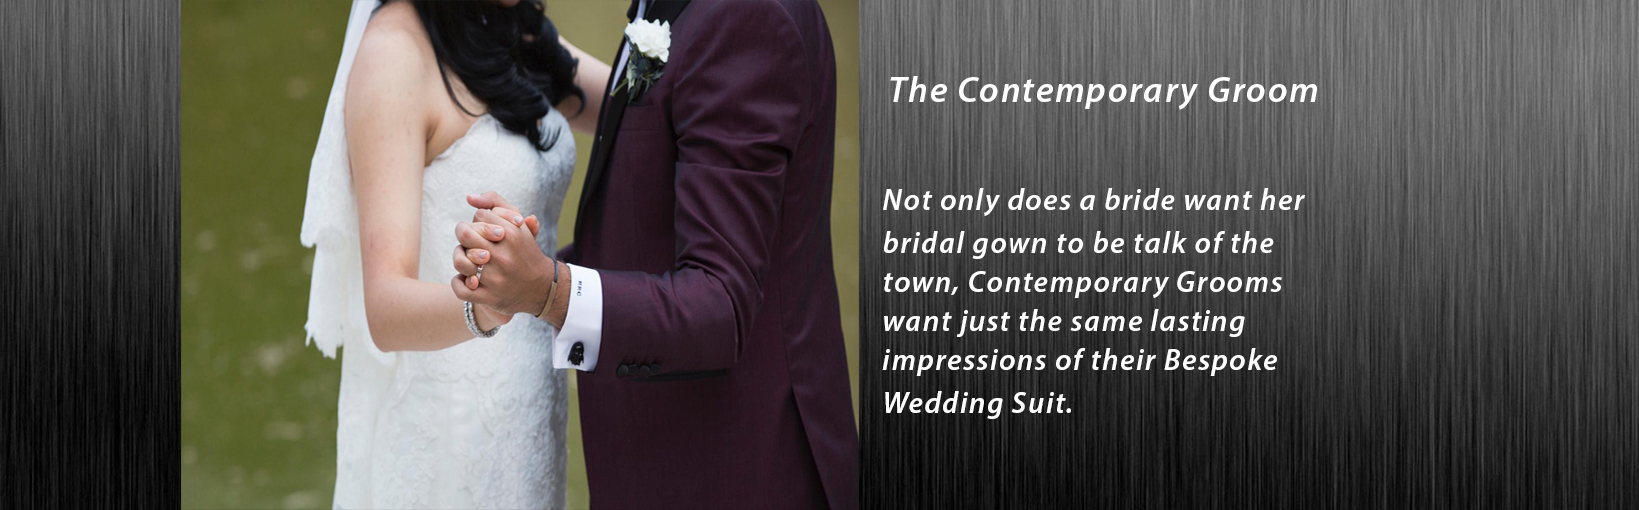 The Contemporary Groom
Not only does a bride want her
bridal gown to be talk of the
town, Contemporary Grooms
want just the same lasting
impressions of their Bespoke
Wedding Suit.